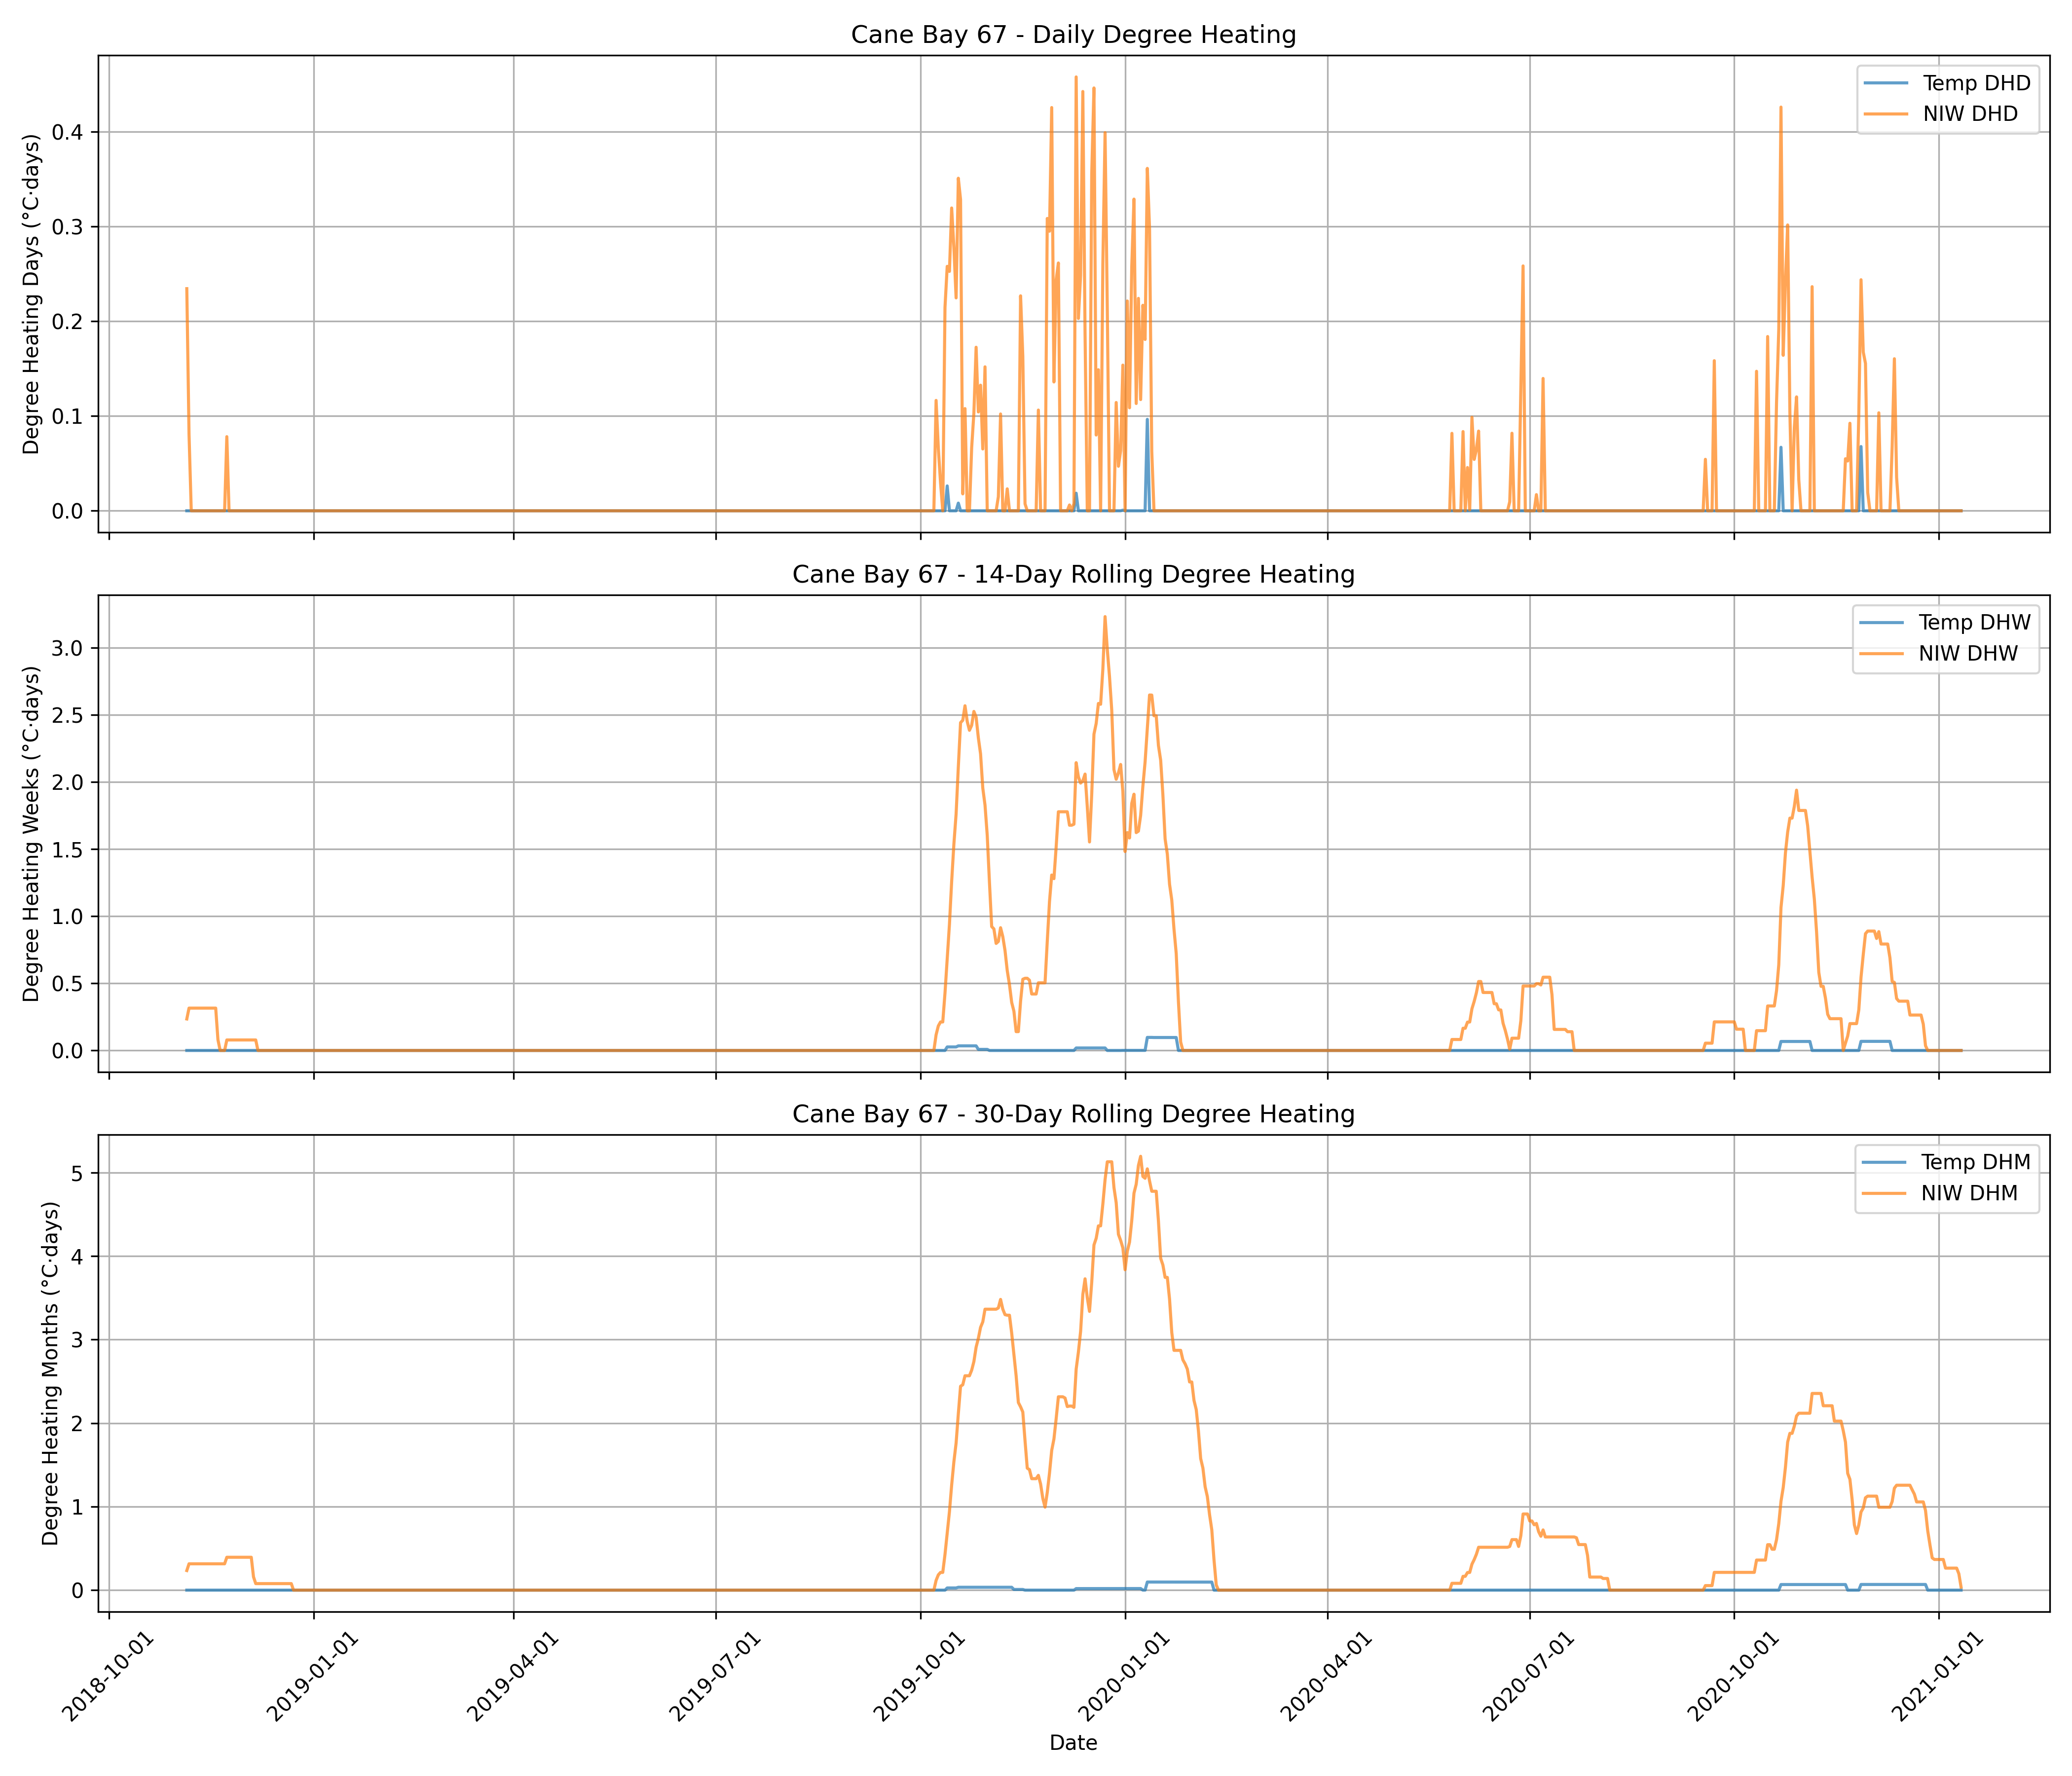 Cane Bay 67 - Daily Degree Heating
Degree Heating Days (°C·days)
0.4
0.3
0.2
0.1
0.0
Temp DHD
NIW DHD
Cane Bay 67 - 14-Day Rolling Degree Heating
Degree Heating Weeks (°C·days)
3.0
2.5
2.0
1.5
1.0
0.5
0.0
Temp DHW
NIW DHW
Cane Bay 67 - 30-Day Rolling Degree Heating
Degree Heating Months (°C·days)
5
4
3
2
1
0
Temp DHM
NIW DHM
2018-10-01
2019-01-01
2019-04-01
2019-07-01
2019-10-01
2020-01-01
2020-04-01
2020-07-01
2020-10-01
2021-01-01
Date